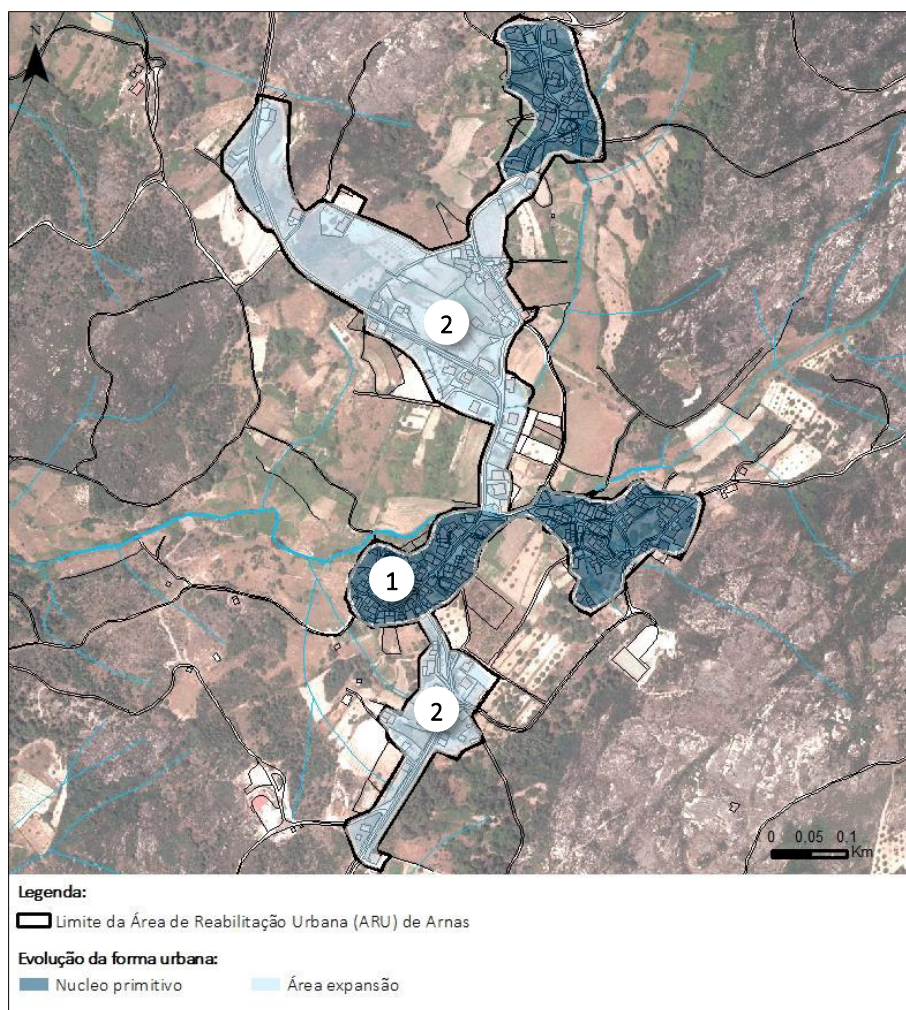 N
2
1
2
0 0,05 0,1
Km
Legenda:
Limite da Área de Reabilitação Urbana (ARU) de Arnas
Evolução da forma urbana:
Nucleo primitivo Área expansão